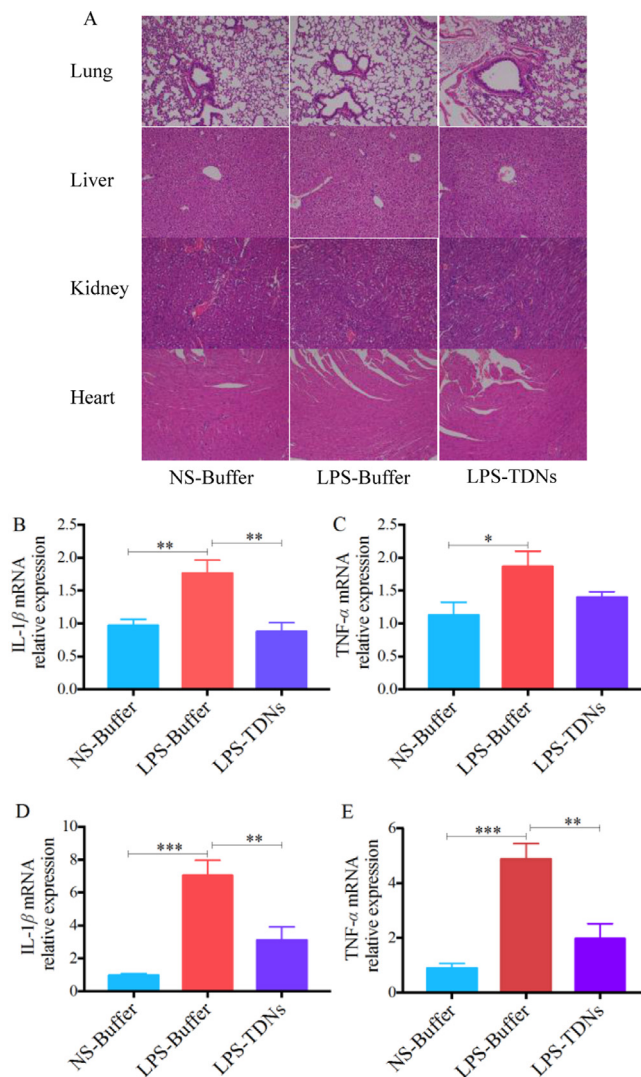 A
Lung
Liver
Kidney
Heart
NS-Buffer LPS-Buffer LPS-TDNs
B
IL-1β mRNA
relative expression
2.5
2.0
1.5
1.0
0.5
0.0
** **
NS-Buffer
LPS-Buffer
LPS-TDNs
C
TNF-α mRNA
relative expression
2.5
2.0
1.5
1.0
0.5
0.0
*
NS-Buffer
LPS-Buffer
LPS-TDNs
D
IL-1β mRNA
relative expression
10
8
6
4
2
0
*** **
NS-Buffer
LPS-Buffer
LPS-TDNs
E
TNF-α mRNA
relative expression
6
4
2
0
*** **
NS-Buffer
LPS-Buffer
LPS-TDNs